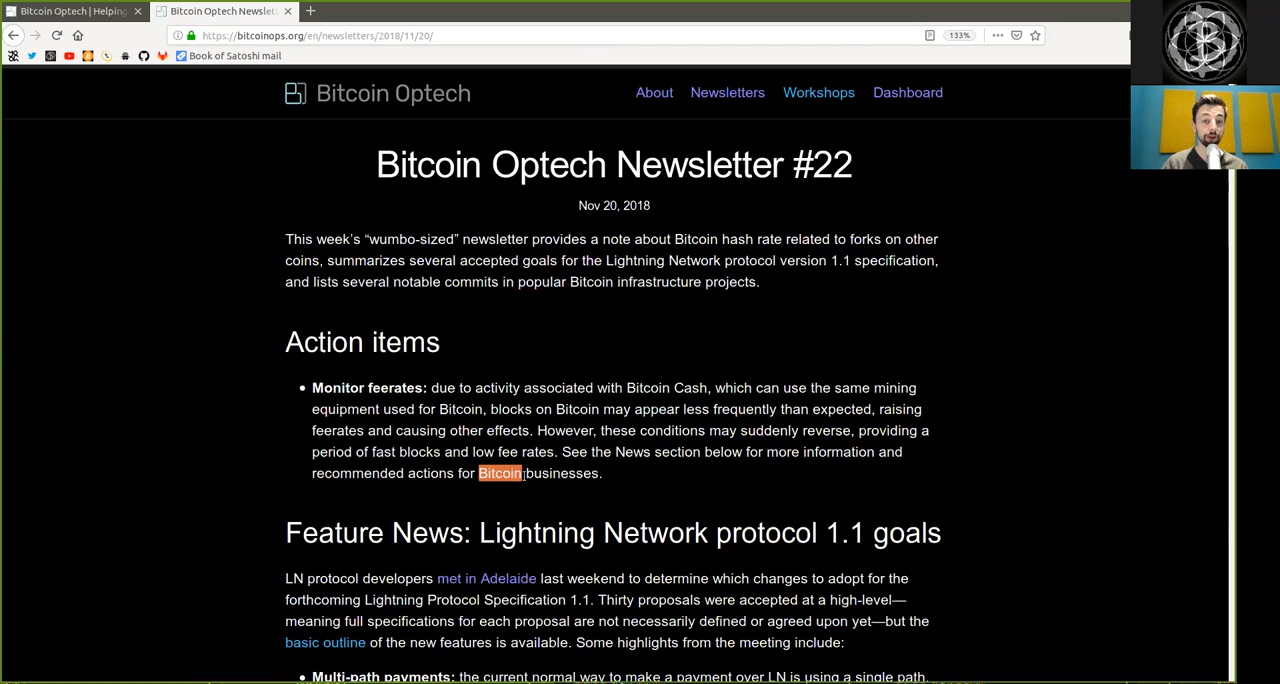 Bitcoin Optech | Helping
Bitcoin Optech Newslett
https://bitcoinops.org/en/newsletters/2018/11/20/
133%
Book of Satoshi mail
Bitcoin Optech
About Newsletters Workshops Dashboard
Bitcoin Optech Newsletter #22
Nov 20, 2018
This week’s “wumbo-sized” newsletter provides a note about Bitcoin hash rate related to forks on other
coins, summarizes several accepted goals for the Lightning Network protocol version 1.1 specification,
and lists several notable commits in popular Bitcoin infrastructure projects.
Action items
Monitor feerates: due to activity associated with Bitcoin Cash, which can use the same mining
equipment used for Bitcoin, blocks on Bitcoin may appear less frequently than expected, raising
feerates and causing other effects. However, these conditions may suddenly reverse, providing a
period of fast blocks and low fee rates. See the News section below for more information and
recommended actions for Bitcoin businesses.
Feature News: Lightning Network protocol 1.1 goals
LN protocol developers met in Adelaide last weekend to determine which changes to adopt for the
forthcoming Lightning Protocol Specification 1.1. Thirty proposals were accepted at a high-level—
meaning full specifications for each proposal are not necessarily defined or agreed upon yet—but the
basic outline of the new features is available. Some highlights from the meeting include:
Multi-path payments: the current normal way to make a payment over LN is using a single path.